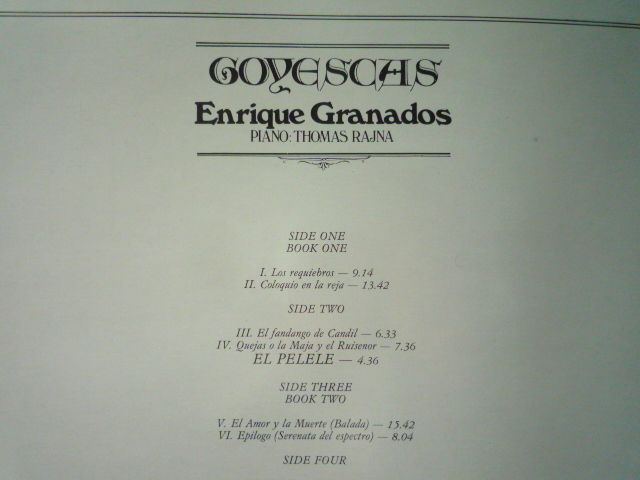 GOYESCAS
Enrique Granados
PIANO: THOMAS RAJNA
SIDE ONE
BOOK ONE
I. Los requiebros — 9.14
II. Coloquio en la reja — 13.42
SIDE TWO
III. El fandango de Candil — 6.33
IV. Quejas o la Maja y el Ruisenor — 7.36
EL PELELE — 4.36
SIDE THREE
BOOK TWO
V. El Amor y la Muerte (Balada) — 15.42
VI. Epilogo (Serenata del espectro) — 8.04
SIDE FOUR